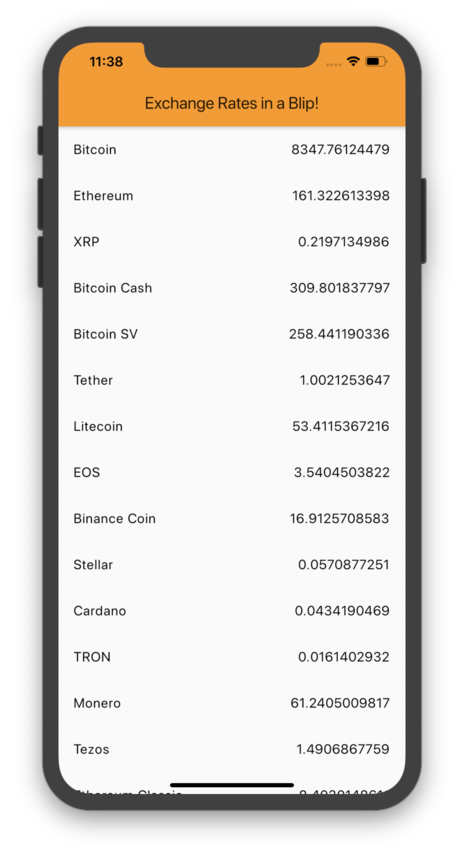 11:38
Exchange Rates in a Blip!
Bitcoin 8347.76124479
Ethereum 161.322613398
XRP 0.2197134986
Bitcoin Cash 309.801837797
Bitcoin SV 258.441190336
Tether 1.0021253647
Litecoin 53.4115367216
EOS 3.5404503822
Binance Coin 16.9125708583
Stellar 0.0570877251
Cardano 0.0434190469
TRON 0.0161402932
Monero 61.2405009817
Tezos 1.4906867759
Ethereum Classic